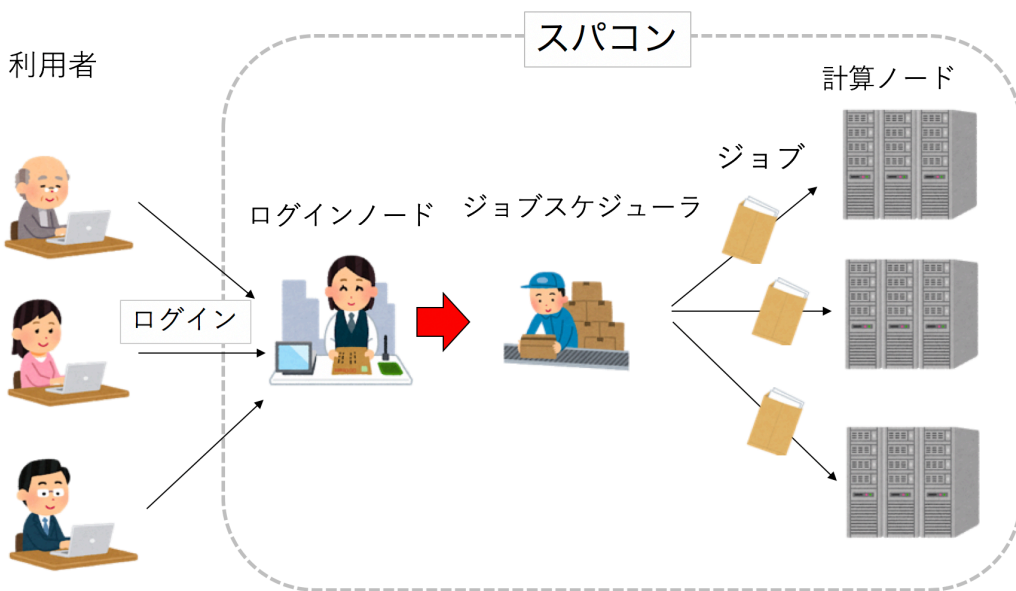 スパコン
利用者
計算ノード
ジョブ
ログインノード
ジョブスケジューラ
ログイン